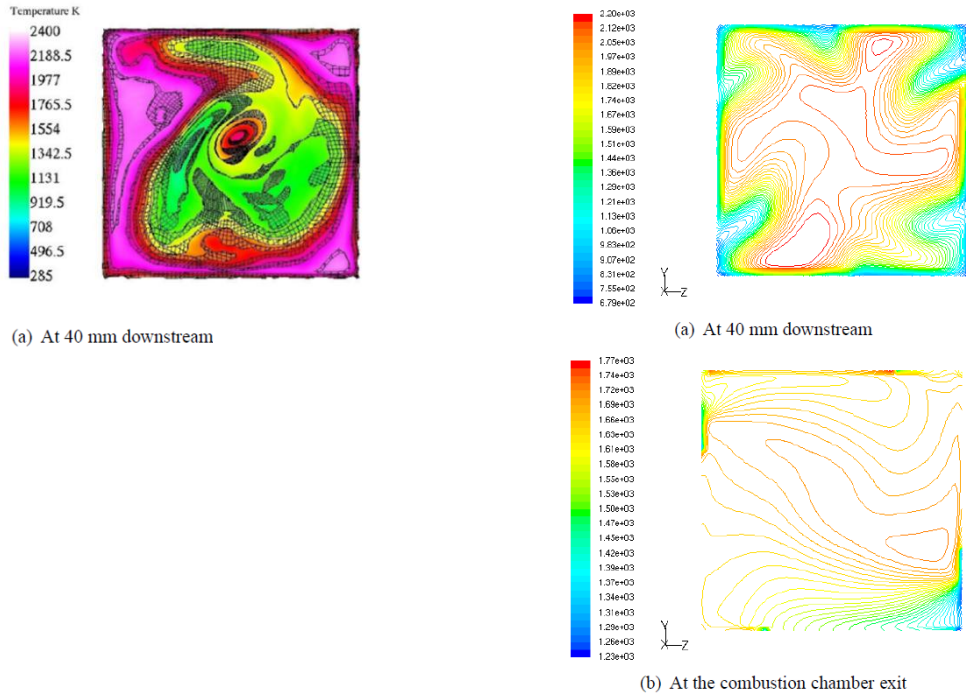 Temperature K
2400
2188.5
1977
1765.5
1554
1342.5
1131
919.5
708
496.5
285
(a) At 40 mm downstream
2.20e+03
2.12e+03
2.05e+03
1.97e+03
1.90e+03
1.82e+03
1.74e+03
1.67e+03
1.59e+03
1.52e+03
1.44e+03
1.36e+03
1.29e+03
1.21e+03
1.13e+03
1.06e+03
9.83e+02
9.07e+02
8.31e+02
7.55e+02
6.79e+02
Y
X Z
(a) At 40 mm downstream
1.77e+03
1.74e+03
1.72e+03
1.69e+03
1.66e+03
1.63e+03
1.61e+03
1.58e+03
1.55e+03
1.53e+03
1.50e+03
1.47e+03
1.45e+03
1.42e+03
1.39e+03
1.37e+03
1.34e+03
1.31e+03
1.28e+03
1.26e+03
1.23e+03
Y
X Z
(b) At the combustion chamber exit